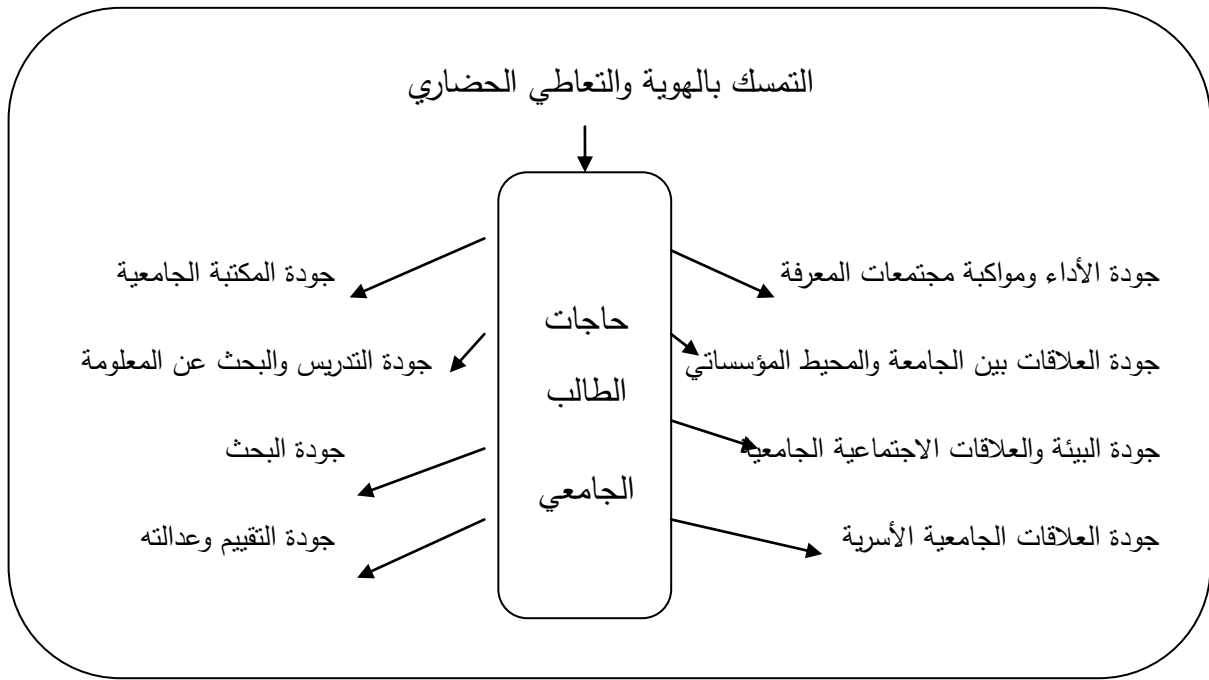 التمسك بالهوية والتعاطي الحضاري
جودة الأداء ومواكبة مجتمعات المعرفة
جودة العلاقات بين الجامعة والمحيط المؤسساتي
جودة البيئة والعلاقات الاجتماعية الجامعية
جودة العلاقات الجامعية الأسرية
حاجات
الطالب
الجامعي
جودة المكتبة الجامعية
جودة التدريس والبحث عن المعلومة
جودة البحث
جودة التقييم وعدالته